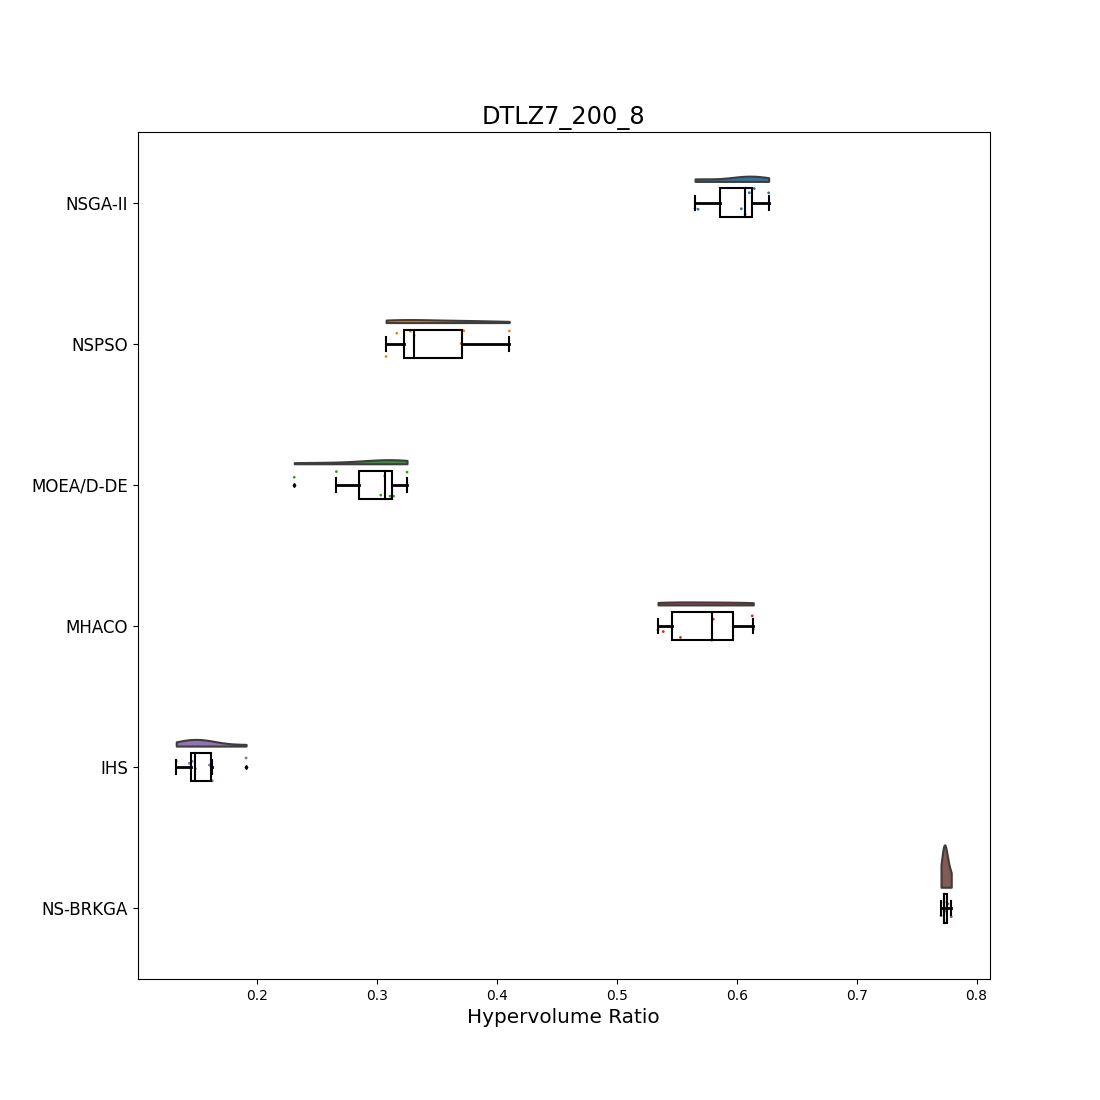 DTLZ7_200_8
NSGA-II
NSPSO
MOEA/D-DE
MHACO
IHS
NS-BRKGA
0.2 0.3 0.4 0.5 0.6 0.7 0.8
Hypervolume Ratio